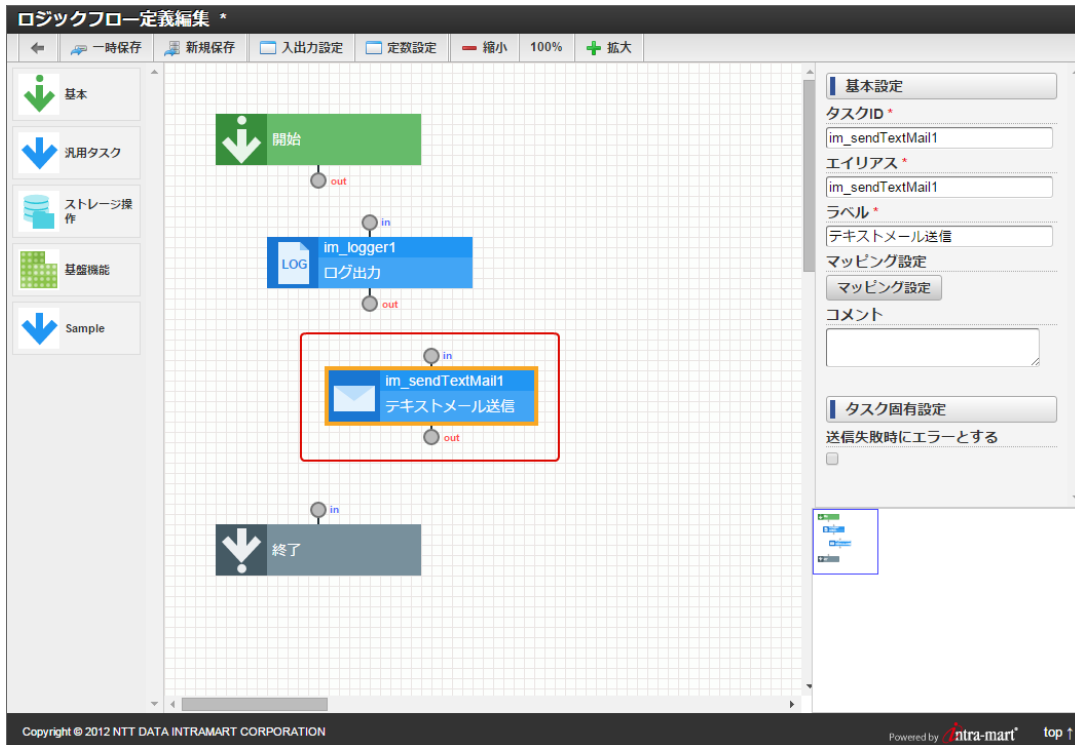 ロジックフロー定義編集 *
一時保存 新規保存 入出力設定 定数設定 縮小 100% 拡大
基本
汎用タスク
ストレージ操
作
基盤機能
Sample
開始
out
in
im_logger1
LOG
ログ出力
out
in
im_sendTextMail1
テキストメール送信
out
in
終了
基本設定
タスクID *
im_sendTextMail1
エイリアス *
im_sendTextMail1
ラベル *
テキストメール送信
マッピング設定
マッピング設定
コメント
タスク固有設定
送信失敗時にエラーとする
Copyright © 2012 NTT DATA INTRAMART CORPORATION
Powered by intra-mart top ↑